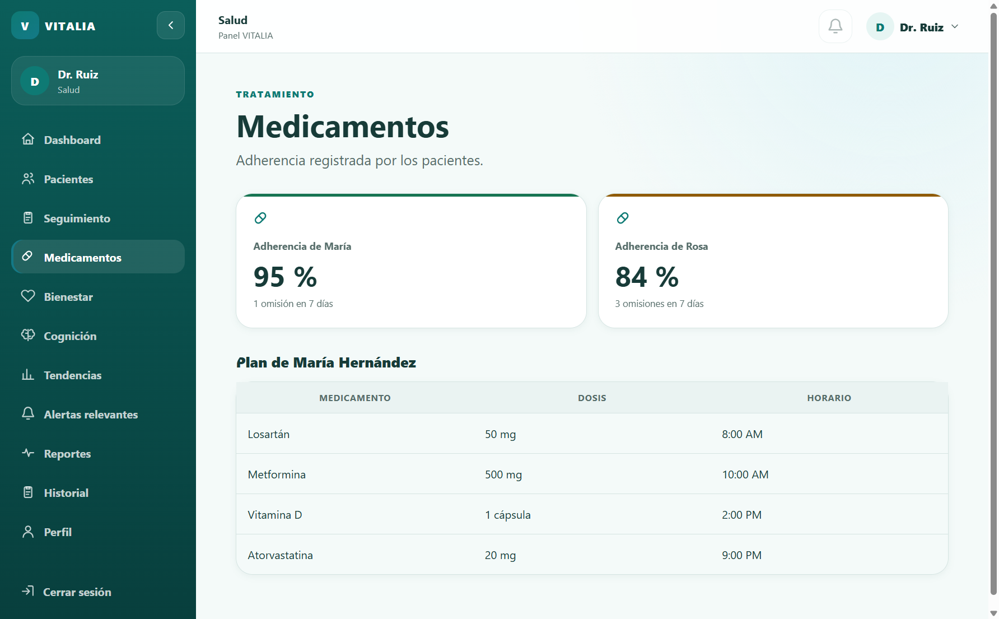 V VITALIA
D
Dr. Ruiz
Salud
Dashboard
Pacientes
Seguimiento
Medicamentos
Bienestar
Cognición
Tendencias
Alertas relevantes
Reportes
Historial
Perfil
Cerrar sesión
Salud
Panel VITALIA
D Dr. Ruiz
TRATAMIENTO
Medicamentos
Adherencia registrada por los pacientes.
Adherencia de María
95 %
1 omisión en 7 días
Adherencia de Rosa
84 %
3 omisiones en 7 días
Plan de María Hernández
MEDICAMENTO DOSIS HORARIO
Losartán 50 mg 8:00 AM
Metformina 500 mg 10:00 AM
Vitamina D 1 cápsula 2:00 PM
Atorvastatina 20 mg 9:00 PM